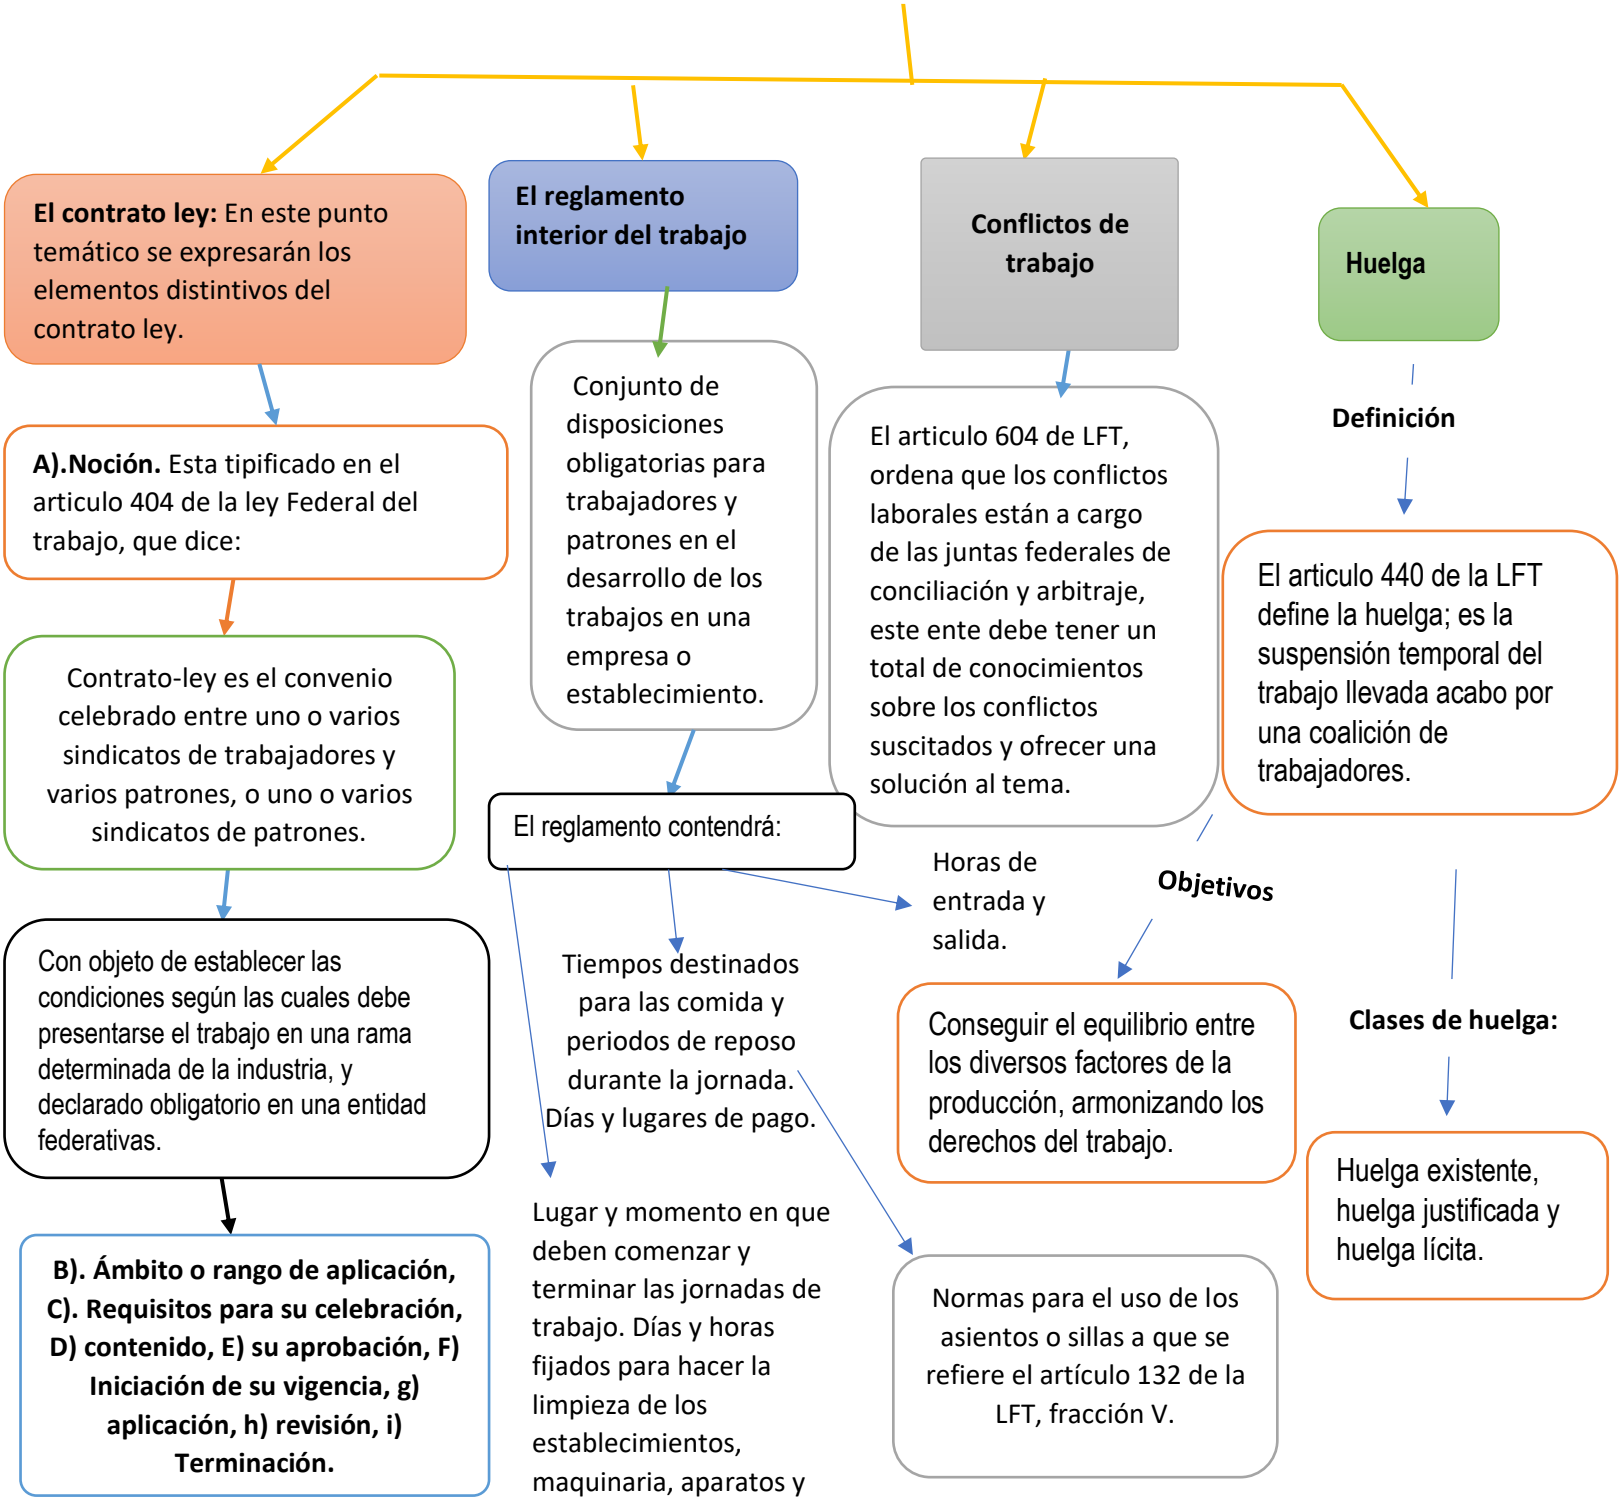 El contrato ley: En este punto
temático se expresarán los
elementos distintivos del
contrato ley.
A).Noción. Esta tipificado en el
articulo 404 de la ley Federal del
trabajo, que dice:
Contrato-ley es el convenio
celebrado entre uno o varios
sindicatos de trabajadores y
varios patrones, o uno o varios
sindicatos de patrones.
Con objeto de establecer las
condiciones según las cuales debe
presentarse el trabajo en una rama
determinada de la industria, y
declarado obligatorio en una entidad
federativas.
B). Ámbito o rango de aplicación,
C). Requisitos para su celebración,
D) contenido, E) su aprobación, F)
Iniciación de su vigencia, g)
aplicación, h) revisión, i)
Terminación.
El reglamento
interior del trabajo
Conjunto de
disposiciones
obligatorias para
trabajadores y
patrones en el
desarrollo de los
trabajos en una
empresa o
establecimiento.
El reglamento contendrá:
Horas de
entrada y
salida.
Tiempos destinados
para las comida y
periodos de reposo
durante la jornada.
Días y lugares de pago.
Lugar y momento en que
deben comenzar y
terminar las jornadas de
trabajo. Días y horas
fijados para hacer la
limpieza de los
establecimientos,
maquinaria, aparatos y
Normas para el uso de los
asientos o sillas a que se
refiere el artículo 132 de la
LFT, fracción V.
Conflictos de
trabajo
El articulo 604 de LFT,
ordena que los conflictos
laborales están a cargo
de las juntas federales de
conciliación y arbitraje,
este ente debe tener un
total de conocimientos
sobre los conflictos
suscitados y ofrecer una
solución al tema.
Huelga
Definición
El articulo 440 de la LFT
define la huelga; es la
suspensión temporal del
trabajo llevada acabo por
una coalición de
trabajadores.
Objetivos
Conseguir el equilibrio entre
los diversos factores de la
producción, armonizando los
derechos del trabajo.
Clases de huelga:
Huelga existente,
huelga justificada y
huelga lícita.